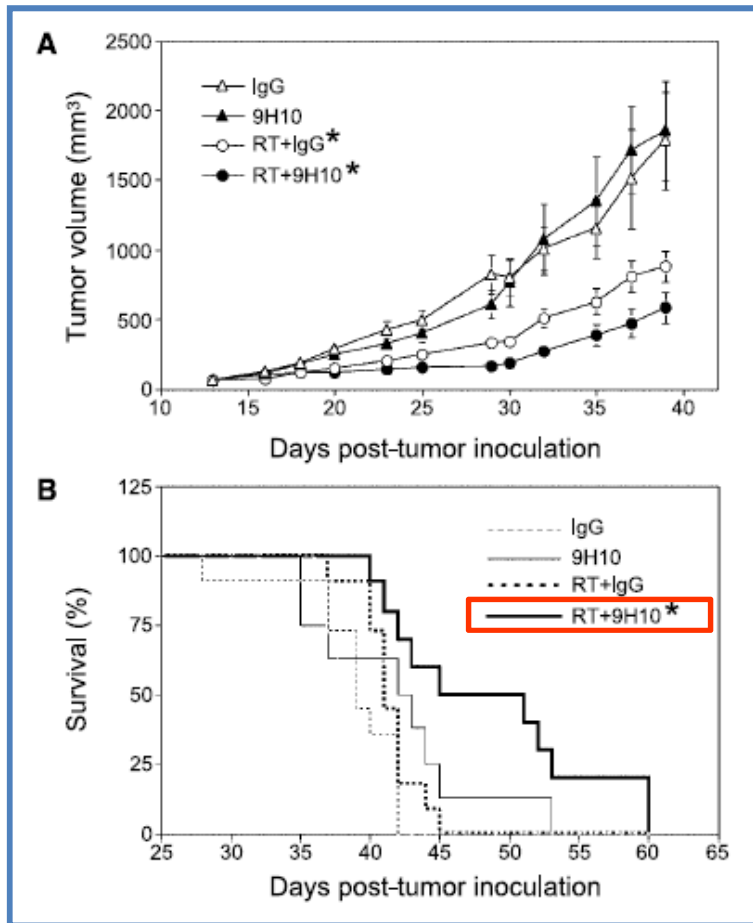 A
2500
2000
1500
1000
500
0
Tumor volume (mm³)
IgG
9H10
RT+IgG*
RT+9H10*
10 15 20 25 30 35 40
Days post-tumor inoculation
B
125
100
75
50
25
0
Survival (%)
IgG
9H10
RT+IgG
RT+9H10*
25 30 35 40 45 50 55 60 65
Days post-tumor inoculation